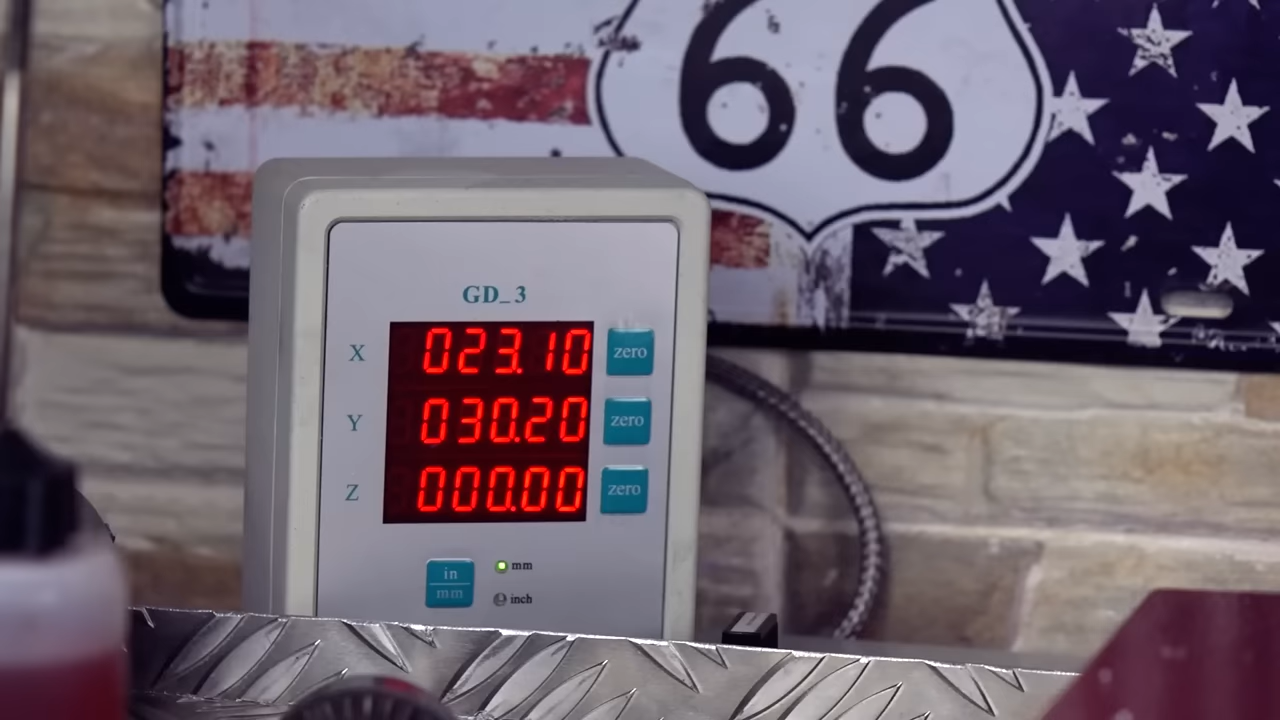 66
GD_3
X 023.10 zero
Y 030.20 zero
Z 000.00 zero
in
mm
mm
inch